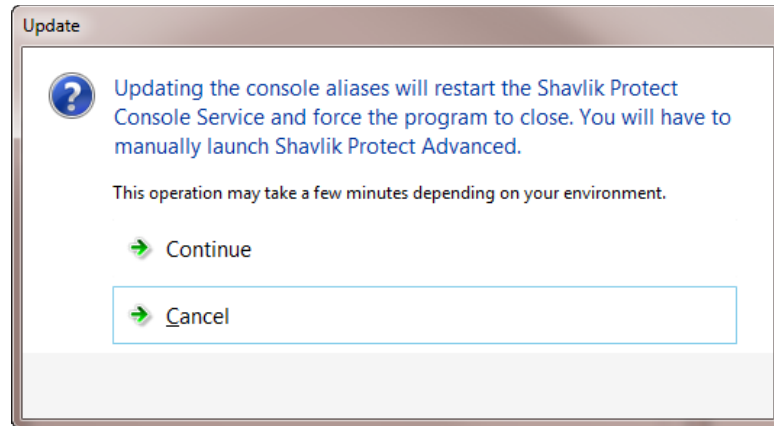 Update
Updating the console aliases will restart the Shavlik Protect
Console Service and force the program to close. You will have to
manually launch Shavlik Protect Advanced.
This operation may take a few minutes depending on your environment.
Continue
Cancel